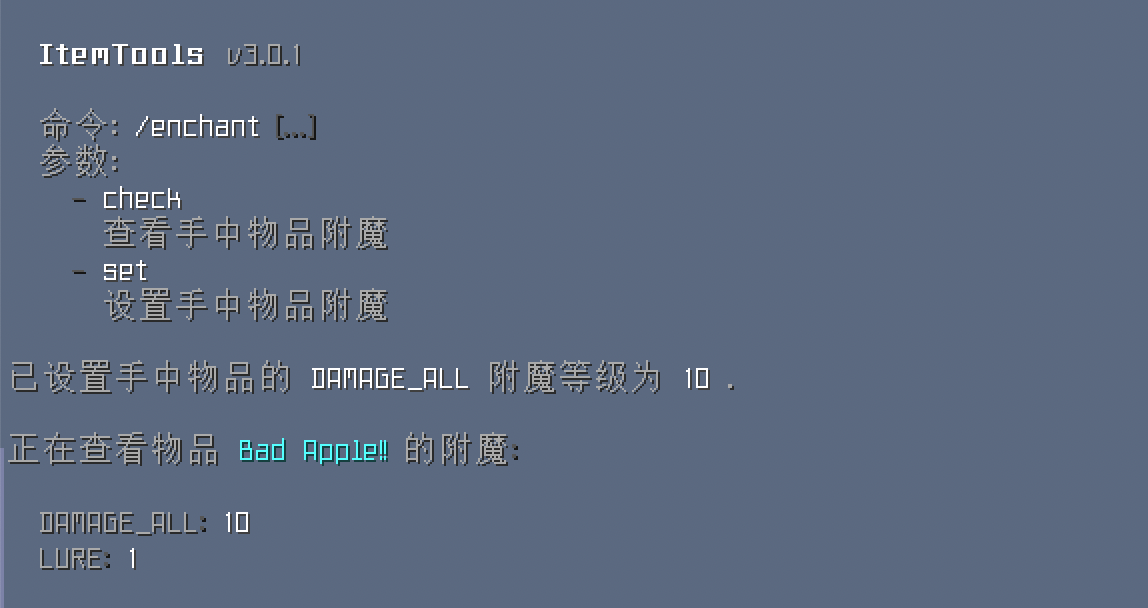 ItemTools v3.0.1
命令: /enchant [...]
参数:
- check
查看手中物品附魔
- set
设置手中物品附魔
已设置手中物品的 DAMAGE_ALL 附魔等级为 10 .
正在查看物品 Bad Apple!! 的附魔:
DAMAGE_ALL: 10
LURE: 1